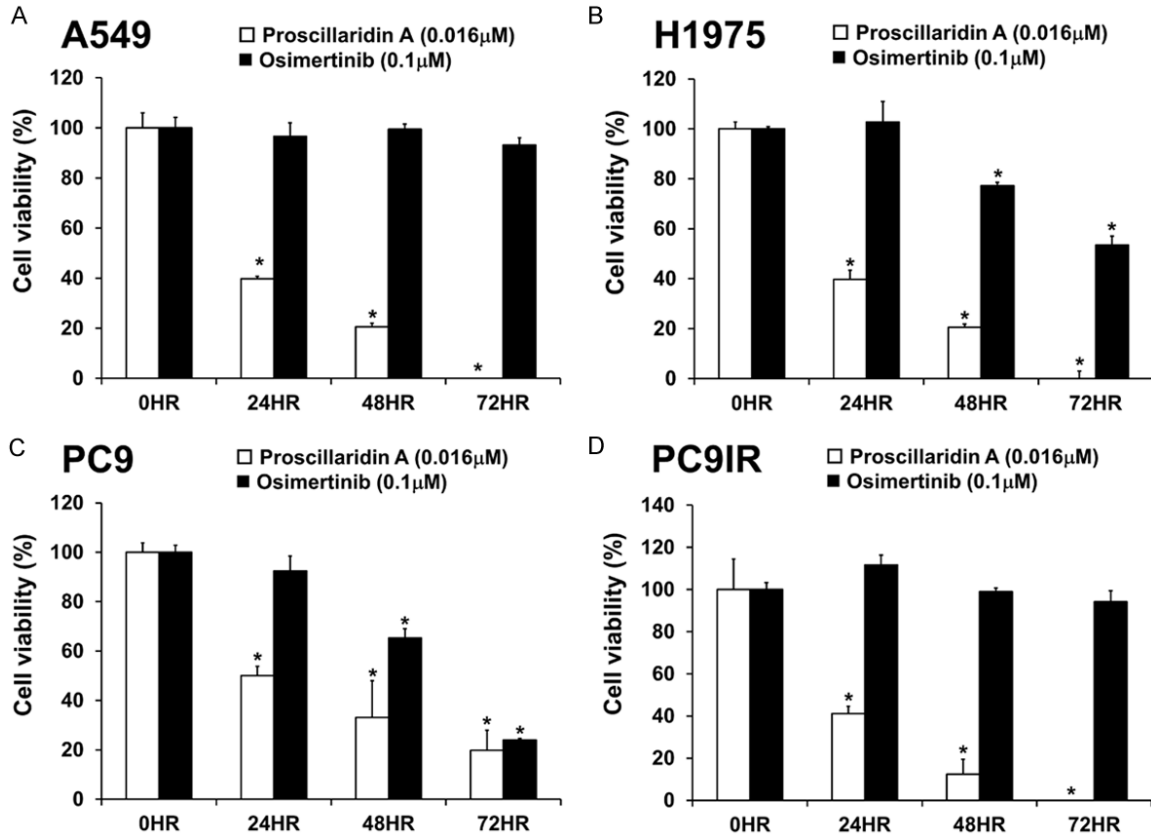 A
A549
Proscillaridin A (0.016μM)
Osimertinib (0.1μM)
Cell viability (%)
120
100
80
60
40
20
0
*
*
*
0HR 24HR 48HR 72HR
B
H1975
Proscillaridin A (0.016μM)
Osimertinib (0.1μM)
Cell viability (%)
120
100
80
60
40
20
0
*
*
*
*
*
0HR 24HR 48HR 72HR
C
PC9
Proscillaridin A (0.016μM)
Osimertinib (0.1μM)
Cell viability (%)
120
100
80
60
40
20
0
*
*
*
*
*
0HR 24HR 48HR 72HR
D
PC9IR
Proscillaridin A (0.016μM)
Osimertinib (0.1μM)
Cell viability (%)
140
120
100
80
60
40
20
0
*
*
*
0HR 24HR 48HR 72HR